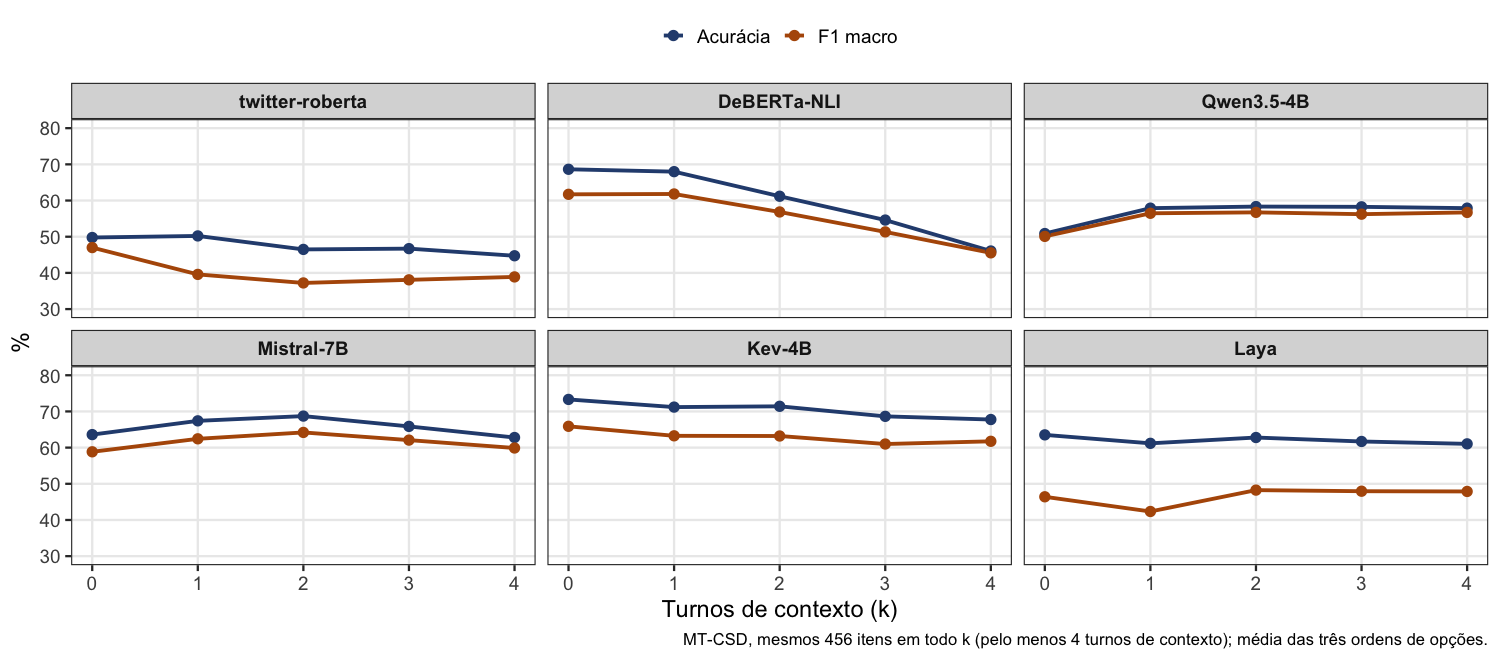 Acurácia F1 macro
twitter-roberta DeBERTa-NLI Qwen3.5-4B
80
70
60
50
40
30
%
Mistral-7B Kev-4B Laya
80
70
60
50
40
30
0 1 2 3 4 0 1 2 3 4 0 1 2 3 4
Turnos de contexto (k)
MT-CSD, mesmos 456 itens em todo k (pelo menos 4 turnos de contexto); média das três ordens de opções.